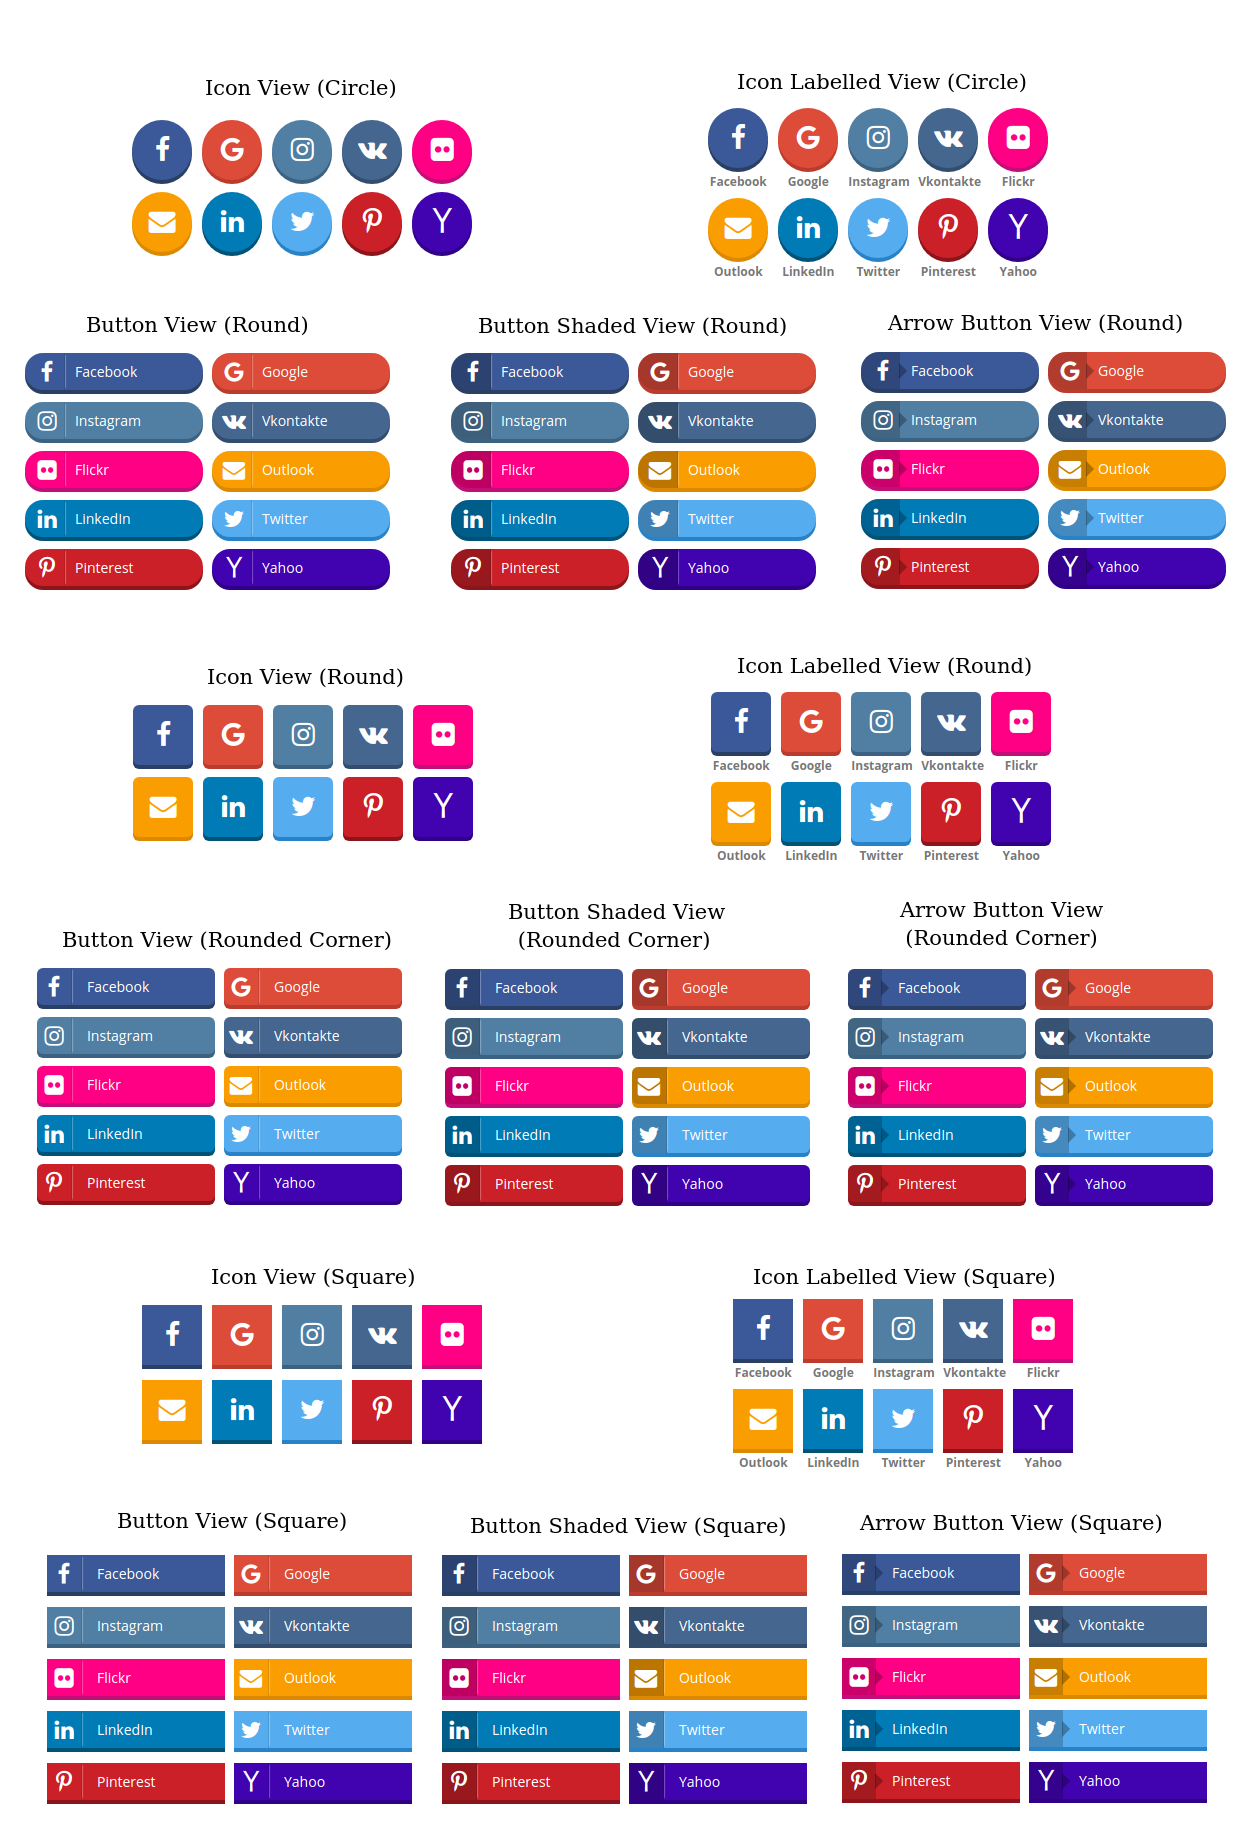 Icon View (Circle)
Icon Labelled View (Circle)
Facebook Google Instagram Vkontakte Flickr
Outlook LinkedIn Twitter Pinterest Yahoo
Button View (Round)
Facebook Google
Instagram Vkontakte
Flickr Outlook
LinkedIn Twitter
Pinterest Yahoo
Button Shaded View (Round)
Facebook Google
Instagram Vkontakte
Flickr Outlook
LinkedIn Twitter
Pinterest Yahoo
Arrow Button View (Round)
Facebook Google
Instagram Vkontakte
Flickr Outlook
LinkedIn Twitter
Pinterest Yahoo
Icon View (Round)
Icon Labelled View (Round)
Facebook Google Instagram Vkontakte Flickr
Outlook LinkedIn Twitter Pinterest Yahoo
Button View (Rounded Corner)
Facebook Google
Instagram Vkontakte
Flickr Outlook
LinkedIn Twitter
Pinterest Yahoo
Button Shaded View
(Rounded Corner)
Facebook Google
Instagram Vkontakte
Flickr Outlook
LinkedIn Twitter
Pinterest Yahoo
Arrow Button View
(Rounded Corner)
Facebook Google
Instagram Vkontakte
Flickr Outlook
LinkedIn Twitter
Pinterest Yahoo
Icon View (Square)
Icon Labelled View (Square)
Facebook Google Instagram Vkontakte Flickr
Outlook LinkedIn Twitter Pinterest Yahoo
Button View (Square)
Facebook Google
Instagram Vkontakte
Flickr Outlook
LinkedIn Twitter
Pinterest Yahoo
Button Shaded View (Square)
Facebook Google
Instagram Vkontakte
Flickr Outlook
LinkedIn Twitter
Pinterest Yahoo
Arrow Button View (Square)
Facebook Google
Instagram Vkontakte
Flickr Outlook
LinkedIn Twitter
Pinterest Yahoo